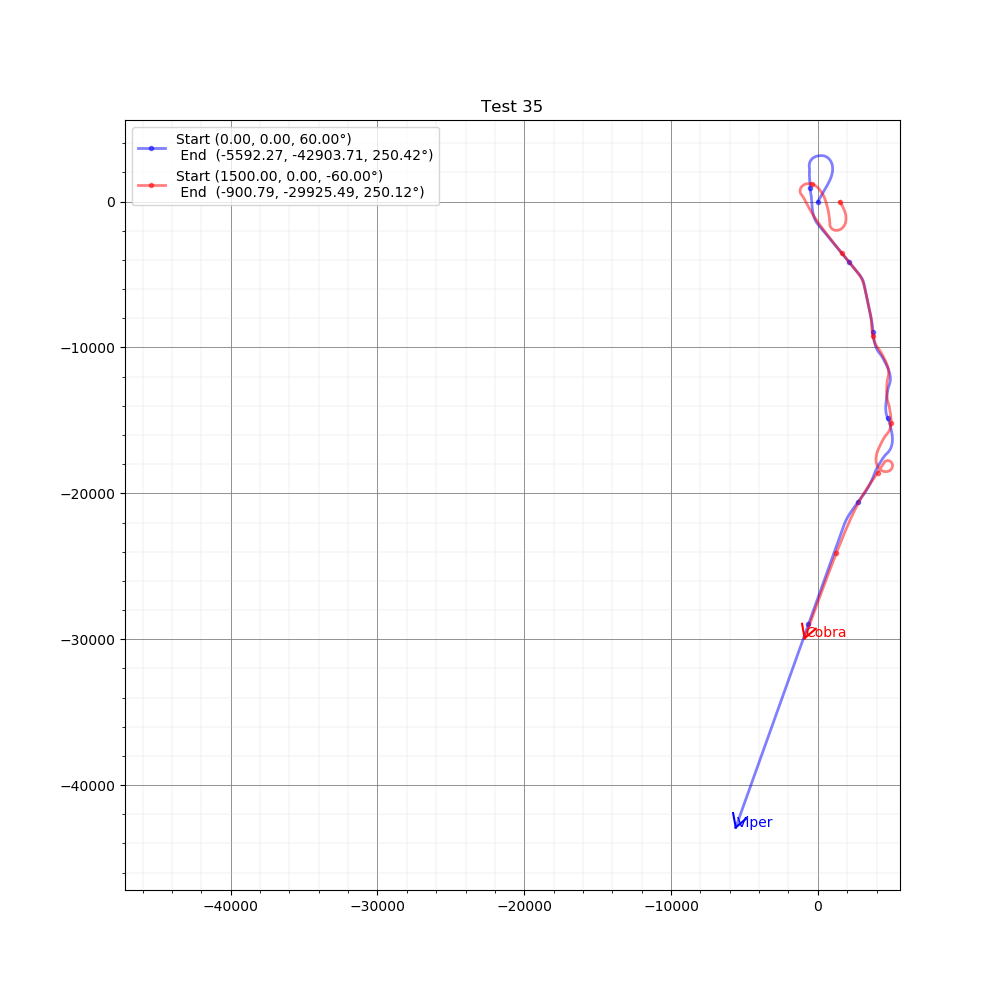 Test 35
Start (0.00, 0.00, 60.00°)
End (-5592.27, -42903.71, 250.42°)
Start (1500.00, 0.00, -60.00°)
End (-900.79, -29925.49, 250.12°)
0
−10000
−20000
−30000
−40000
Cobra
Viper
−40000 −30000 −20000 −10000 0